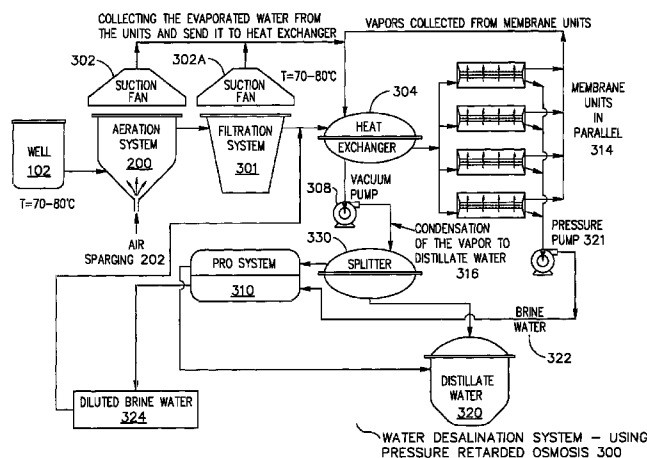 COLLECTING THE EVAPORATED WATER FROM
THE UNITS AND SEND IT TO HEAT EXCHANGER
VAPORS COLLECTED FROM MEMBRANE UNITS
302
302A
SUCTION
FAN
SUCTION
FAN
T=70-80℃
304
AERATION
SYSTEM
200
FILTRATION
SYSTEM
301
HEAT
EXCHANGER
MEMBRANE
UNITS
IN
PARALLEL
314
WELL
102
T=70-80℃
308
VACUUM
PUMP
AIR
SPARGING 202
330
CONDENSATION
OF THE VAPOR TO
DISTILLATE WATER
316
PRESSURE
PUMP 321
PRO SYSTEM
310
SPLITTER
BRINE
WATER
322
DILUTED BRINE WATER
324
DISTILLATE
WATER
320
WATER DESALINATION SYSTEM – USING
PRESSURE RETARDED OSMOSIS 300